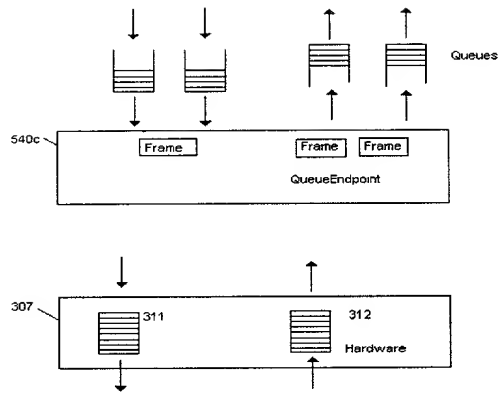 Queues
540c
Frame
Frame
Frame
QueueEndpoint
307
311
312
Hardware